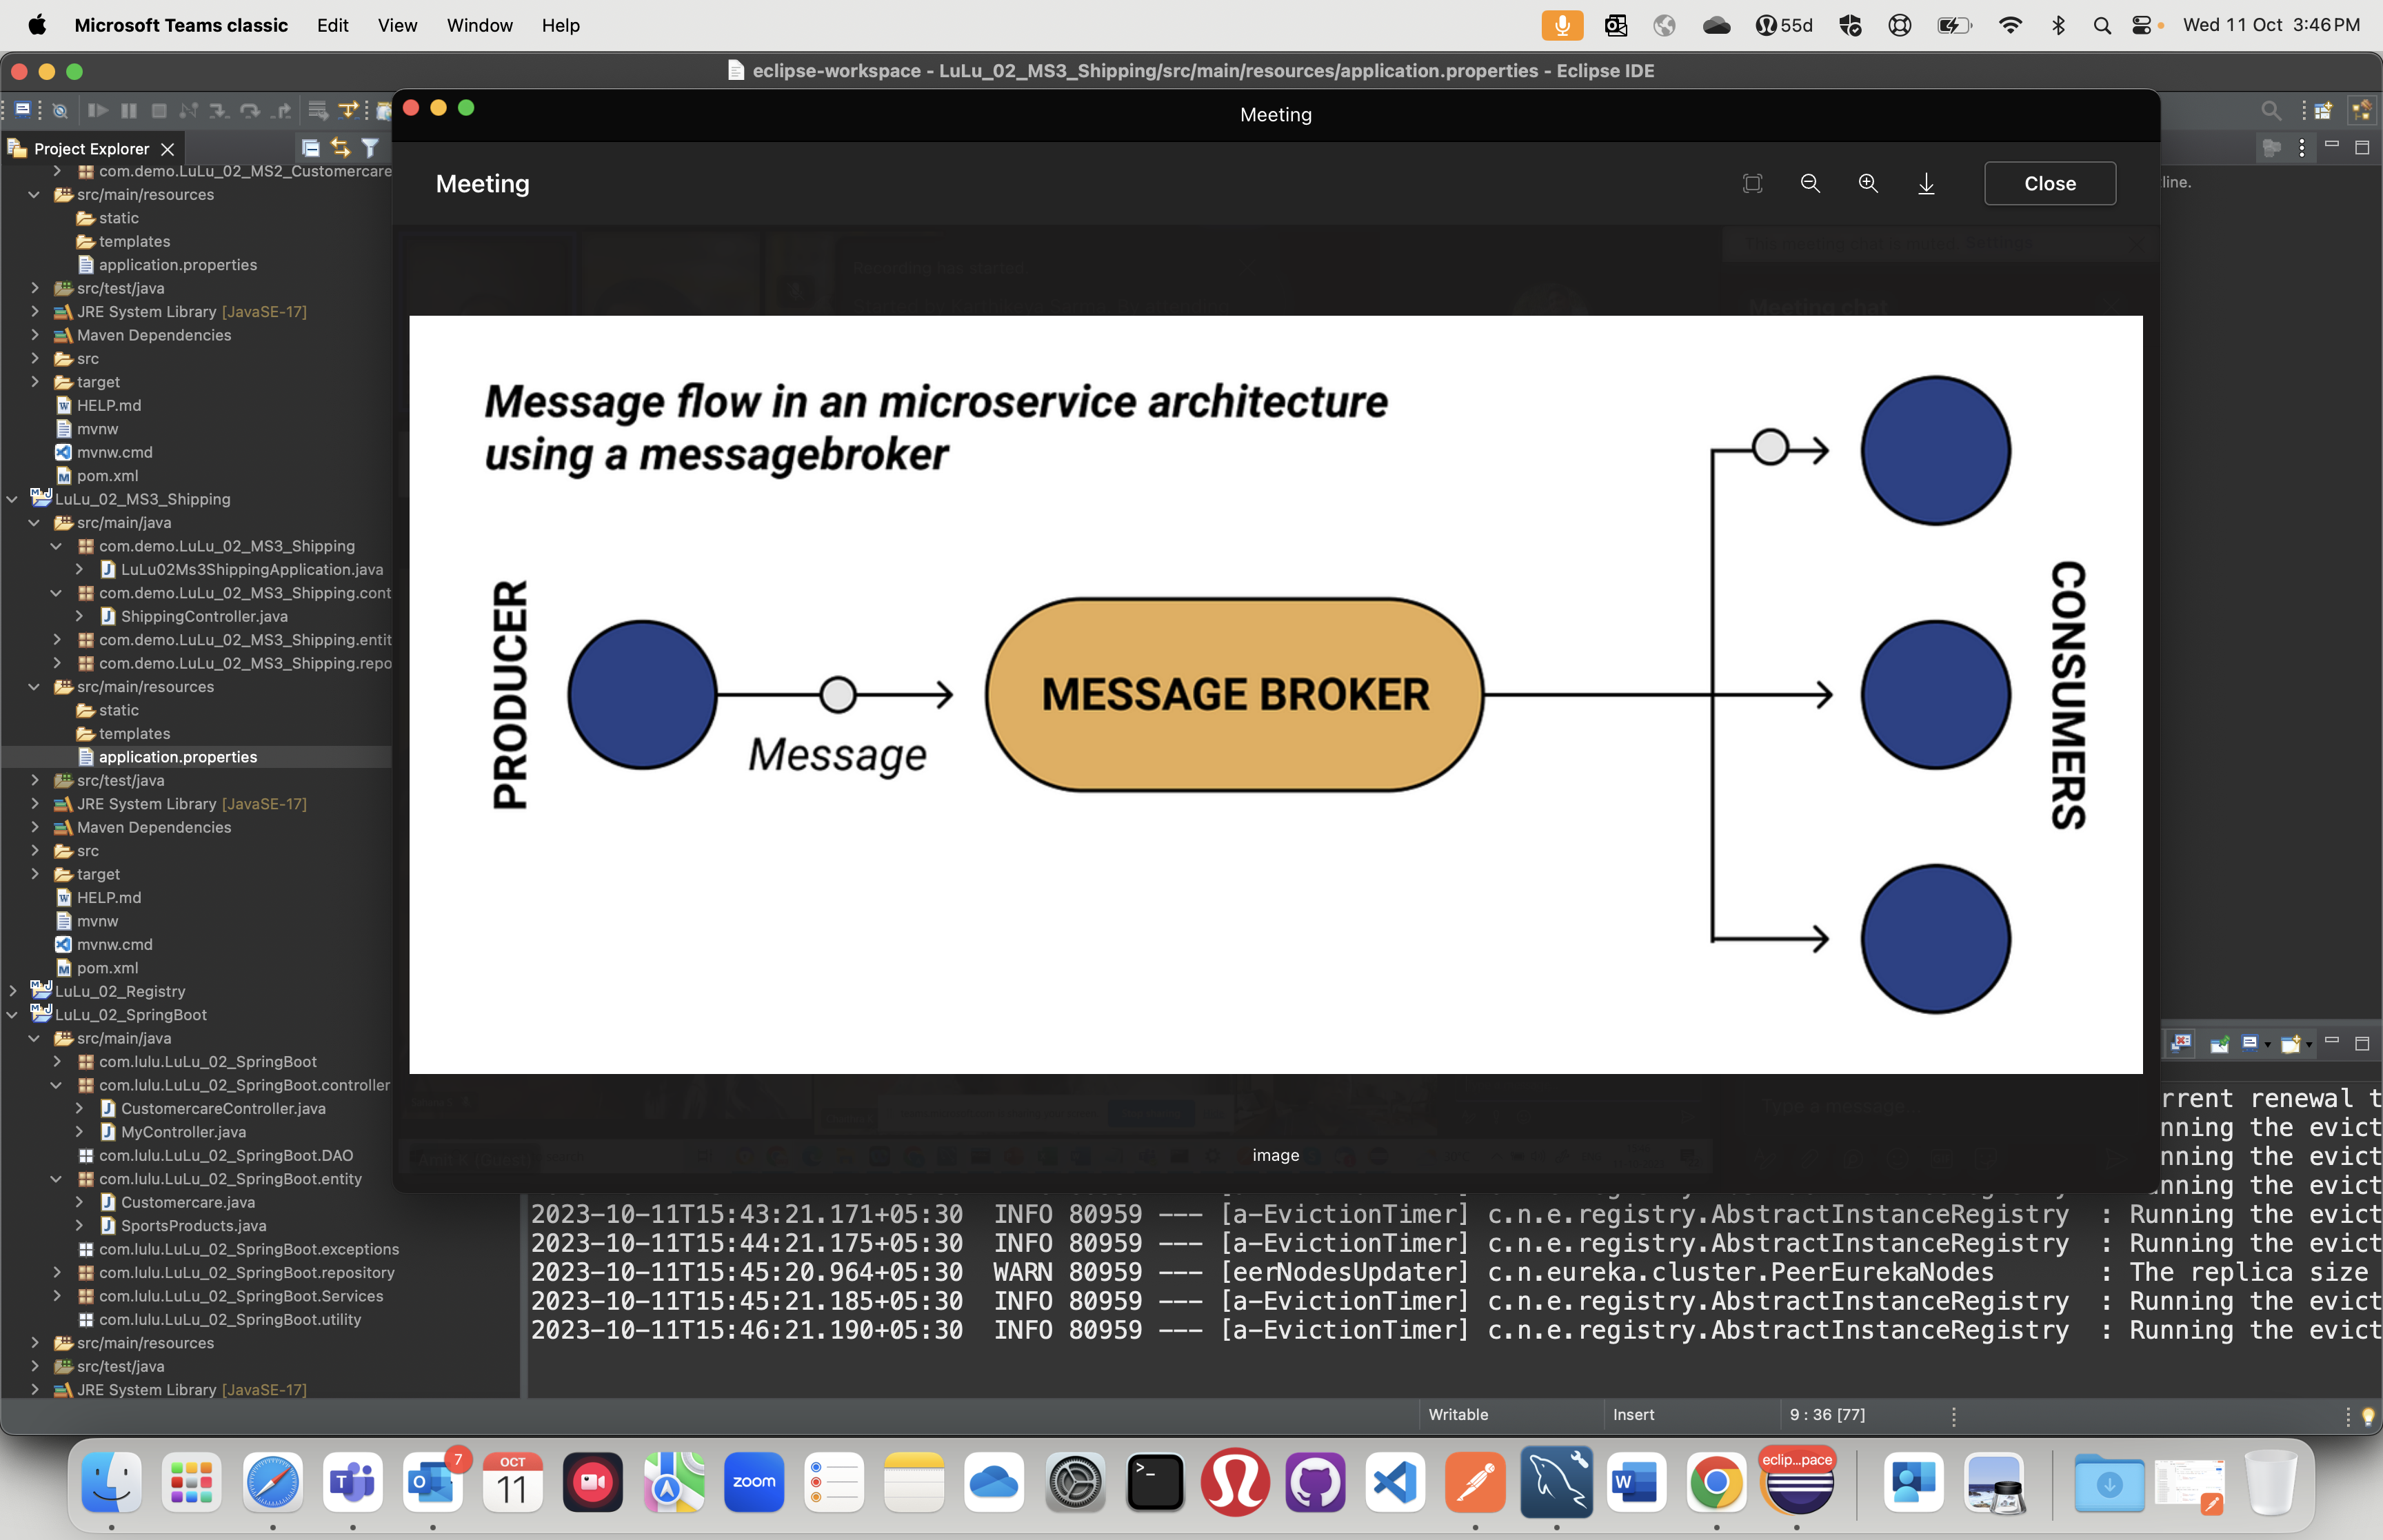 Microsoft Teams classic Edit View Window Help 55d Wed 11 Oct 3:46 PM
eclipse-workspace - LuLu_02_MS3_Shipping/src/main/resources/application.properties - Eclipse IDE
Meeting
Project Explorer
Meeting
Close
line.
com.demo.LuLu_02_MS2_Customercare
src/main/resources
static
templates
application.properties
src/test/java
JRE System Library [JavaSE-17]
Maven Dependencies
src
target
HELP.md
mvnw
mvnw.cmd
pom.xml
LuLu_02_MS3_Shipping
src/main/java
com.demo.LuLu_02_MS3_Shipping
LuLu02Ms3ShippingApplication.java
com.demo.LuLu_02_MS3_Shipping.cont
ShippingController.java
com.demo.LuLu_02_MS3_Shipping.entit
com.demo.LuLu_02_MS3_Shipping.repo
src/main/resources
static
templates
application.properties
src/test/java
JRE System Library [JavaSE-17]
Maven Dependencies
src
target
HELP.md
mvnw
mvnw.cmd
pom.xml
LuLu_02_Registry
LuLu_02_SpringBoot
src/main/java
com.lulu.LuLu_02_SpringBoot
com.lulu.LuLu_02_SpringBoot.controller
CustomercareController.java
MyController.java
com.lulu.LuLu_02_SpringBoot.DAO
com.lulu.LuLu_02_SpringBoot.entity
Customercare.java
SportsProducts.java
com.lulu.LuLu_02_SpringBoot.exceptions
com.lulu.LuLu_02_SpringBoot.repository
com.lulu.LuLu_02_SpringBoot.Services
com.lulu.LuLu_02_SpringBoot.utility
src/main/resources
src/test/java
JRE System Library [JavaSE-17]
Message flow in an microservice architecture
using a messagebroker
PRODUCER
Message
MESSAGE BROKER
CONSUMERS
Type a message
image
rrent renewal t
nning the evict
nning the evict
nning the evict
2023-10-11T15:43:21.171+05:30 INFO 80959 --- [a-EvictionTimer] c.n.e.registry.AbstractInstanceRegistry : Running the evict
2023-10-11T15:44:21.175+05:30 INFO 80959 --- [a-EvictionTimer] c.n.e.registry.AbstractInstanceRegistry : Running the evict
2023-10-11T15:45:20.964+05:30 WARN 80959 --- [eerNodesUpdater] c.n.eureka.cluster.PeerEurekaNodes : The replica size
2023-10-11T15:45:21.185+05:30 INFO 80959 --- [a-EvictionTimer] c.n.e.registry.AbstractInstanceRegistry : Running the evict
2023-10-11T15:46:21.190+05:30 INFO 80959 --- [a-EvictionTimer] c.n.e.registry.AbstractInstanceRegistry : Running the evict
Writable Insert 9 : 36 [77]
7
OCT
11
zoom
eclip...pace